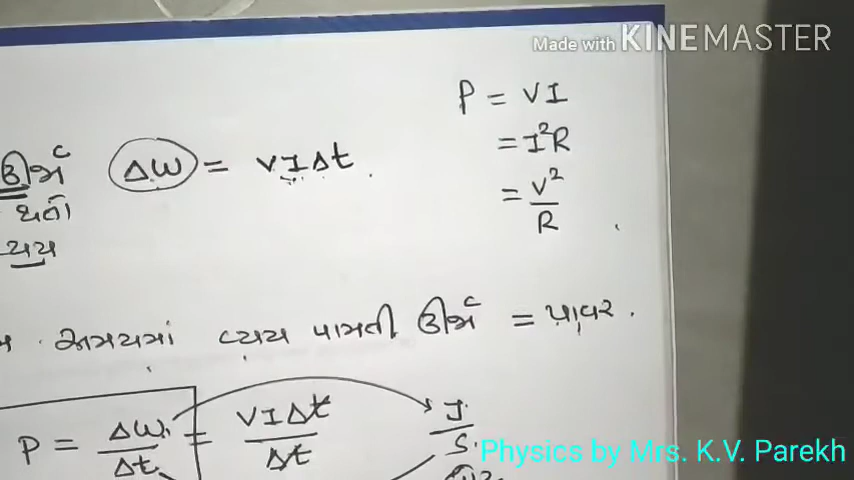 Made with KINEMASTER
P = VI
= I²R
= V²/R
ઊર્જા ΔW = VIΔt.
થતો
વ્યય
સમયમાં વ્યય પામતી ઊર્જા = પાવર.
P = ΔW/Δt = VIΔt/Δt J/S
Physics by Mrs. K.V. Parekh